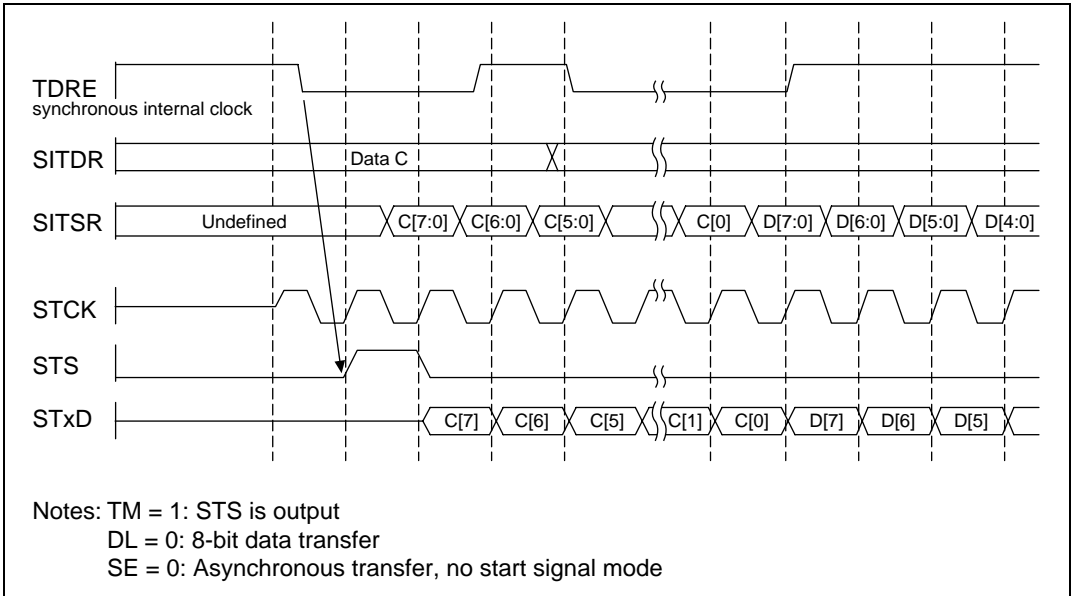 TDRE
synchronous internal clock
SITDR
Data C
SITSR
Undefined C[7:0] C[6:0] C[5:0] C[0] D[7:0] D[6:0] D[5:0] D[4:0]
STCK
STS
STxD
C[7] C[6] C[5] C[1] C[0] D[7] D[6] D[5]
Notes: TM = 1: STS is output
DL = 0: 8-bit data transfer
SE = 0: Asynchronous transfer, no start signal mode